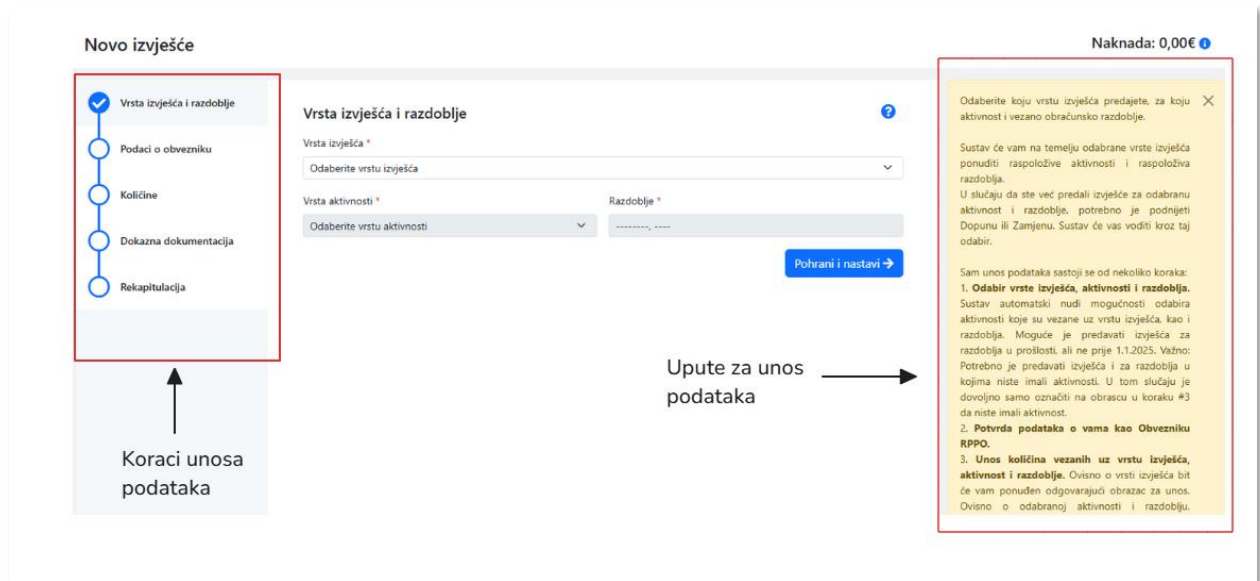 Novo izvješće
Naknada: 0,00€
Vrsta izvješća i razdoblje
Podaci o obvezniku
Količine
Dokazna dokumentacija
Rekapitulacija
Vrsta izvješća i razdoblje
Vrsta izvješća *
Odaberite vrstu izvješća
Vrsta aktivnosti *
Razdoblje *
Odaberite vrstu aktivnosti
--------, ----
Pohrani i nastavi →
Koraci unosa
podataka
Upute za unos
podataka
Odaberite koju vrstu izvješća predajete, za koju
aktivnost i vezano obračunsko razdoblje.
Sustav će vam na temelju odabrane vrste izvješća
ponuditi raspoložive aktivnosti i raspoloživa
razdoblja.
U slučaju da ste već predali izvješće za odabranu
aktivnost i razdoblje, potrebno je podnijeti
Dopunu ili Zamjenu. Sustav će vas voditi kroz taj
odabir.
Sam unos podataka sastoji se od nekoliko koraka:
1. Odabir vrste izvješća, aktivnosti i razdoblja.
Sustav automatski nudi mogućnosti odabira
aktivnosti koje su vezane uz vrstu izvješća, kao i
razdoblja. Moguće je predavati izvješća za
razdoblja u prošlosti, ali ne prije 1.1.2025. Važno:
Potrebno je predavati izvješća i za razdoblja u
kojima niste imali aktivnosti. U tom slučaju je
dovoljno samo označiti na obrascu u koraku #3
da niste imali aktivnost.
2. Potvrda podataka o vama kao Obvezniku
RPPO.
3. Unos količina vezanih uz vrstu izvješća,
aktivnost i razdoblje. Ovisno o vrsti izvješća bit
će vam ponuđen odgovarajući obrazac za unos.
Ovisno o odabranoj aktivnosti i razdoblju,